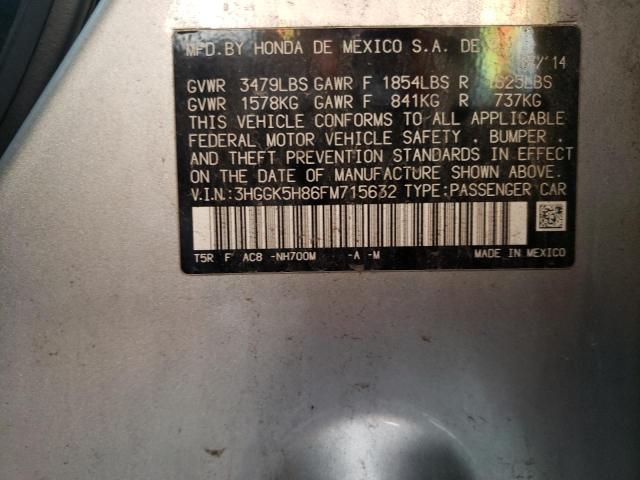 MFD.BY HONDA DE MEXICO S.A. DE
/'14
GVWR 3479LBS GAWR F 1854LBS R 1625LBS
GVWR 1578KG GAWR F 841KG R 737KG
THIS VEHICLE CONFORMS TO ALL APPLICABLE
FEDERAL MOTOR VEHICLE SAFETY . BUMPER .
AND THEFT PREVENTION STANDARDS IN EFFECT
ON THE DATE OF MANUFACTURE SHOWN ABOVE.
V.I.N.:3HGGK5H86FM715632 TYPE:PASSENGER CAR
T5R F AC8 -NH700M -A -M
MADE IN MEXICO